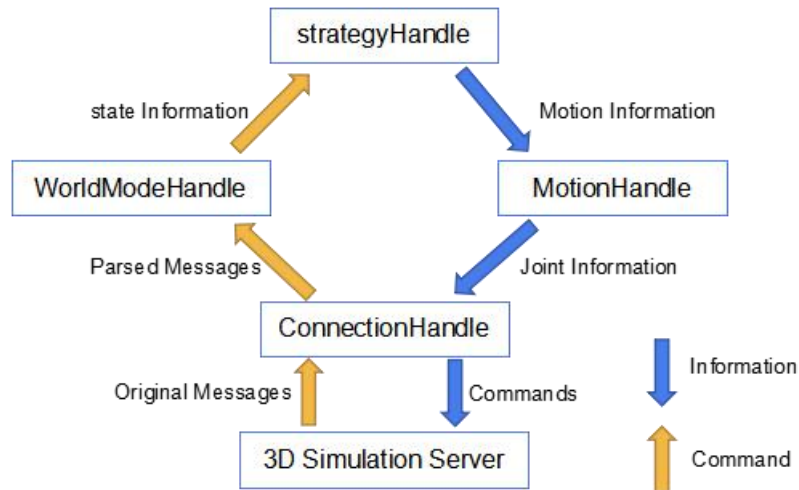 strategyHandle
state Information
Motion Information
WorldModeHandle
MotionHandle
Parsed Messages
Joint Information
ConnectionHandle
Original Messages
Commands
Information
3D Simulation Server
Command